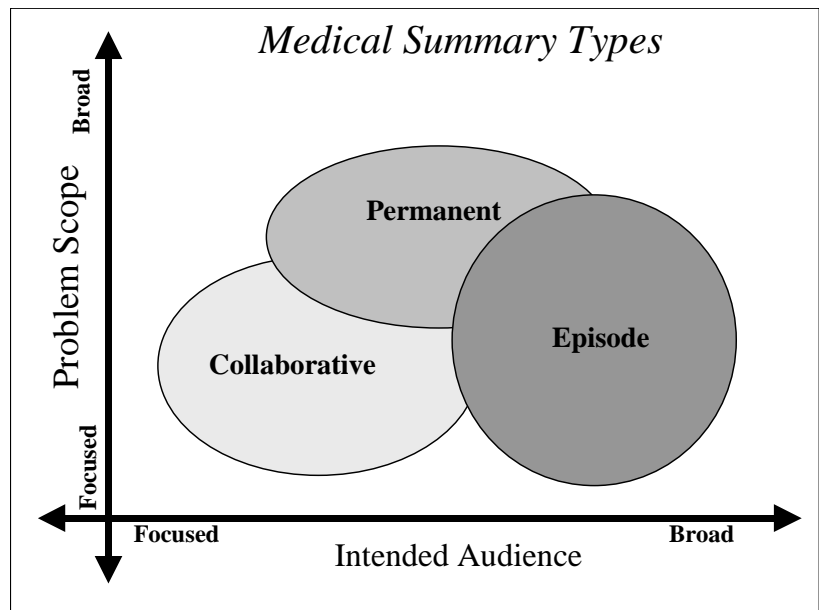 Medical Summary Types
Broad
Problem Scope
Focused
Permanent
Episode
Collaborative
Focused
Broad
Intended Audience